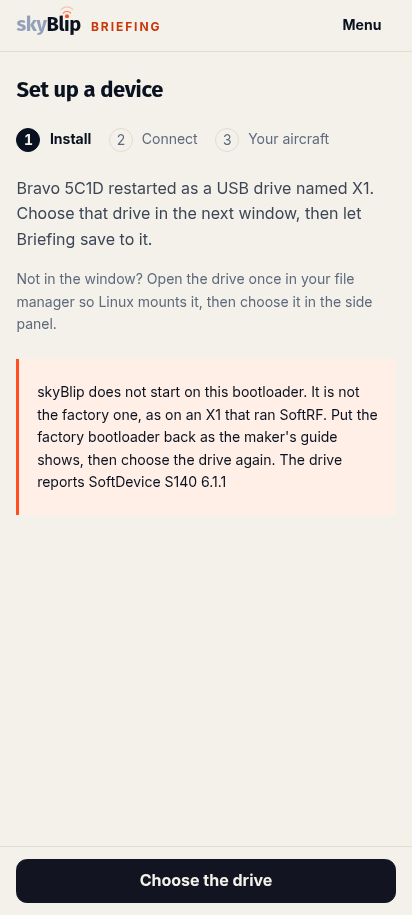 skyBlip BRIEFING Menu
Set up a device
1 Install 2 Connect 3 Your aircraft
Bravo 5C1D restarted as a USB drive named X1.
Choose that drive in the next window, then let
Briefing save to it.
Not in the window? Open the drive once in your file
manager so Linux mounts it, then choose it in the side
panel.
skyBlip does not start on this bootloader. It is not
the factory one, as on an X1 that ran SoftRF. Put the
factory bootloader back as the maker's guide
shows, then choose the drive again. The drive
reports SoftDevice S140 6.1.1
Choose the drive